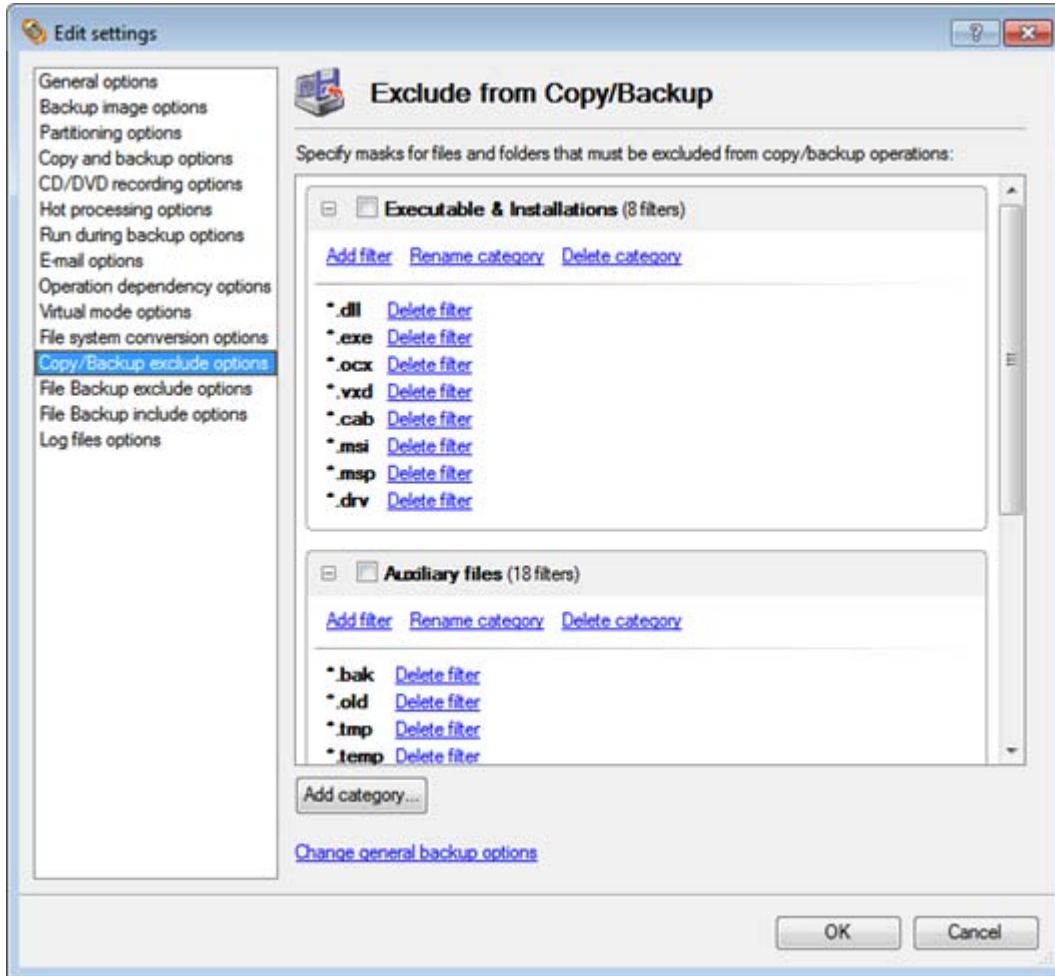 Edit settings
General options
Backup image options
Partitioning options
Copy and backup options
CD/DVD recording options
Hot processing options
Run during backup options
E-mail options
Operation dependency options
Virtual mode options
File system conversion options
Copy/Backup exclude options
File Backup exclude options
File Backup include options
Log files options
Exclude from Copy/Backup
Specify masks for files and folders that must be excluded from copy/backup operations:
Executable & Installations (8 filters)
Add filter Rename category Delete category
*.dll Delete filter
*.exe Delete filter
*.ocx Delete filter
*.vxd Delete filter
*.cab Delete filter
*.msi Delete filter
*.msp Delete filter
*.drv Delete filter
Auxiliary files (18 filters)
Add filter Rename category Delete category
*.bak Delete filter
*.old Delete filter
*.tmp Delete filter
*.temp Delete filter
Add category...
Change general backup options
OK Cancel